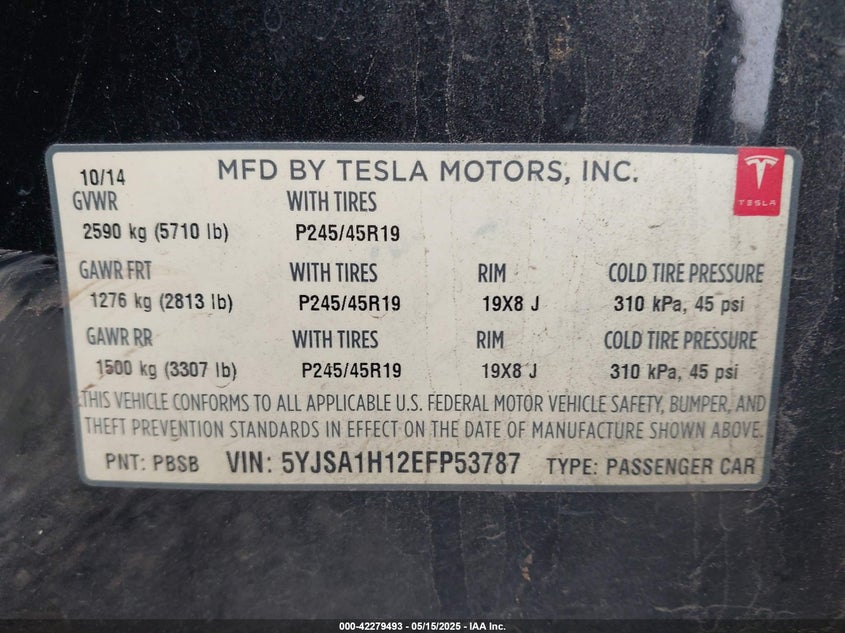 10/14 MFD BY TESLA MOTORS, INC.
TESLA
GVWR WITH TIRES
2590 kg (5710 lb) P245/45R19
GAWR FRT WITH TIRES RIM COLD TIRE PRESSURE
1276 kg (2813 lb) P245/45R19 19X8 J 310 kPa, 45 psi
GAWR RR WITH TIRES RIM COLD TIRE PRESSURE
1500 kg (3307 lb) P245/45R19 19X8 J 310 kPa, 45 psi
THIS VEHICLE CONFORMS TO ALL APPLICABLE U.S. FEDERAL MOTOR VEHICLE SAFETY, BUMPER, AND
THEFT PREVENTION STANDARDS IN EFFECT ON THE DATE OF MANUFACTURE SHOWN ABOVE.
PNT: PBSB VIN: 5YJSA1H12EFP53787 TYPE: PASSENGER CAR
000-42279493 - 05/15/2025 - IAA Inc.